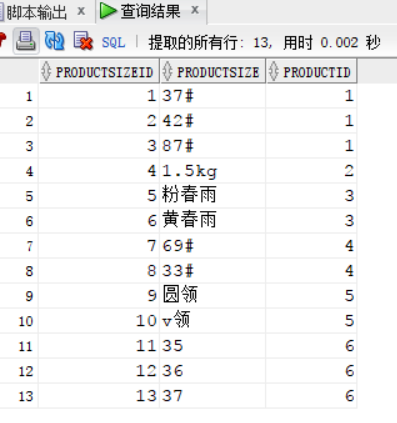 脚本输出 × 查询结果 ×
SQL | 提取的所有行: 13, 用时 0.002 秒
PRODUCTSIZEID PRODUCTSIZE PRODUCTID
1 1 37# 1
2 2 42# 1
3 3 87# 1
4 4 1.5kg 2
5 5 粉春雨 3
6 6 黄春雨 3
7 7 69# 4
8 8 33# 4
9 9 圆领 5
10 10 v领 5
11 11 35 6
12 12 36 6
13 13 37 6